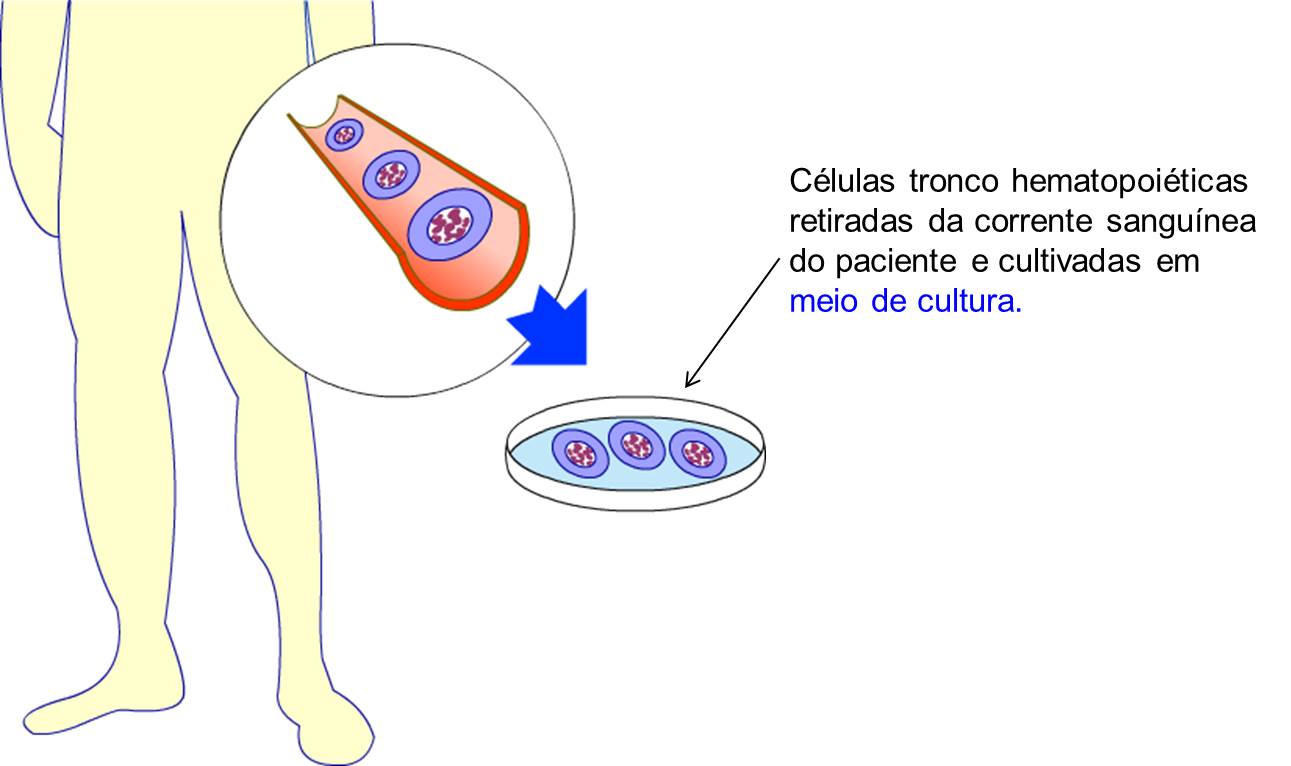 Células tronco hematopoiéticas
retiradas da corrente sanguínea
do paciente e cultivadas em
meio de cultura.